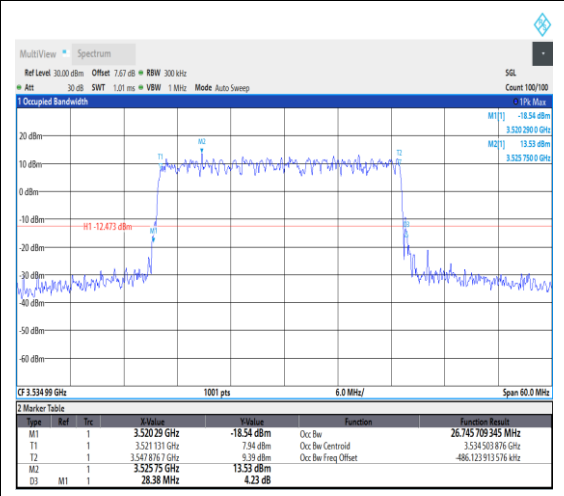 MultiView Spectrum
Ref Level 30.00 dBm Offset 7.67 dB RBW 300 kHz SGL
Att 30 dB SWT 1.01 ms VBW 1 MHz Mode Auto Sweep Count 100/100
1 Occupied Bandwidth 1Pk Max
M1[1] -18.54 dBm
3.520 290 0 GHz
M2[1] 13.53 dBm
3.525 750 0 GHz
20 dBm
M2
T1
T2
10 dBm
0 dBm
-10 dBm
H1 -12.473 dBm
M1
D3
-20 dBm
-30 dBm
-40 dBm
-50 dBm
-60 dBm
CF 3.534 99 GHz 1001 pts 6.0 MHz/ Span 60.0 MHz
2 Marker Table
Type Ref Trc X-Value Y-Value Function Function Result
M1 1 3.520 29 GHz -18.54 dBm Occ Bw 26.745 709 345 MHz
T1 1 3.521 131 GHz 7.94 dBm Occ Bw Centroid 3.534 503 876 GHz
T2 1 3.547 876 7 GHz 9.39 dBm Occ Bw Freq Offset -486.123 913 576 kHz
M2 1 3.525 75 GHz 13.53 dBm
D3 M1 1 28.38 MHz 4.23 dB